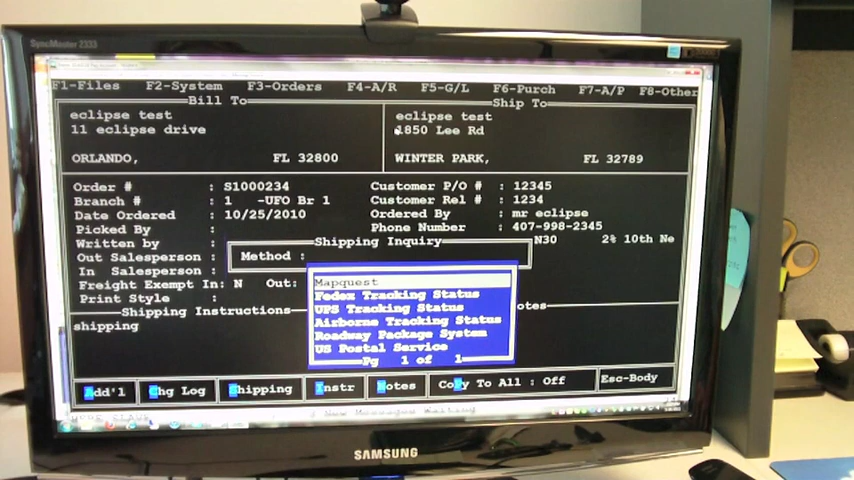 SyncMaster 2333
F1-Files F2-System F3-Orders F4-A/R F5-G/L F6-Purch F7-A/P F8-Other
Bill To Ship To
eclipse test eclipse test
11 eclipse drive 1850 Lee Rd
ORLANDO, FL 32800 WINTER PARK, FL 32789
Order # : S1000234 Customer P/O # : 12345
Branch # : 1 -UFO Br 1 Customer Rel # : 1234
Date Ordered : 10/25/2010 Ordered By : mr eclipse
Picked By : Phone Number : 407-998-2345
Written by : Shipping Inquiry N30 2% 10th Ne
Out Salesperson : Method :
In Salesperson :
Freight Exempt In: N Out:
Mapquest
Print Style :
Fedex Tracking Status
Shipping Instructions UPS Tracking Status otes
shipping Airborne Tracking Status
Roadway Package System
US Postal Service
Pg 1 of 1
Add'l Chg Log Shipping Instr Notes Copy To All : Off Esc-Body
SAMSUNG